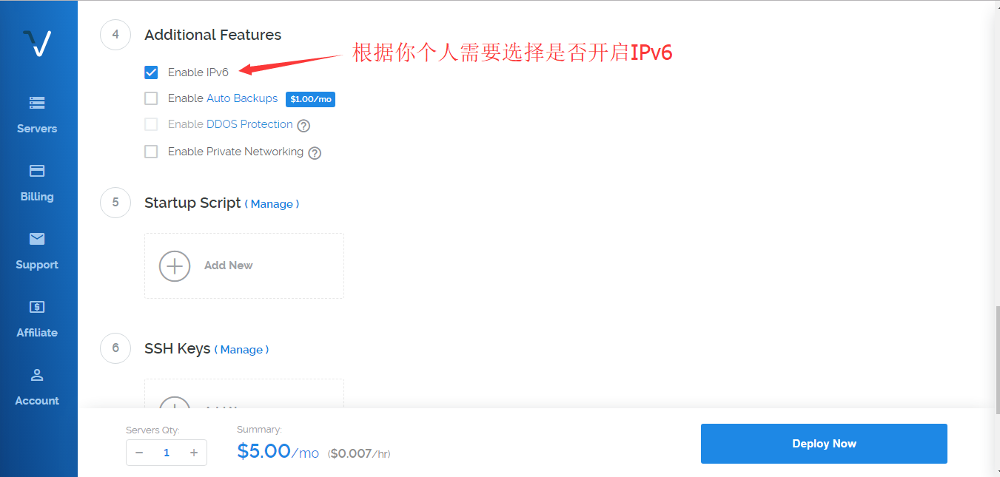 4
Additional Features
根据你个人需要选择是否开启IPv6
Enable IPv6
Enable Auto Backups $1.00/mo
Enable DDOS Protection ?
Enable Private Networking ?
Servers
Billing
Support
Affiliate
Account
5
Startup Script ( Manage )
Add New
6
SSH Keys ( Manage )
Servers Qty:
− 1 +
Summary:
$5.00/mo ($0.007/hr)
Deploy Now